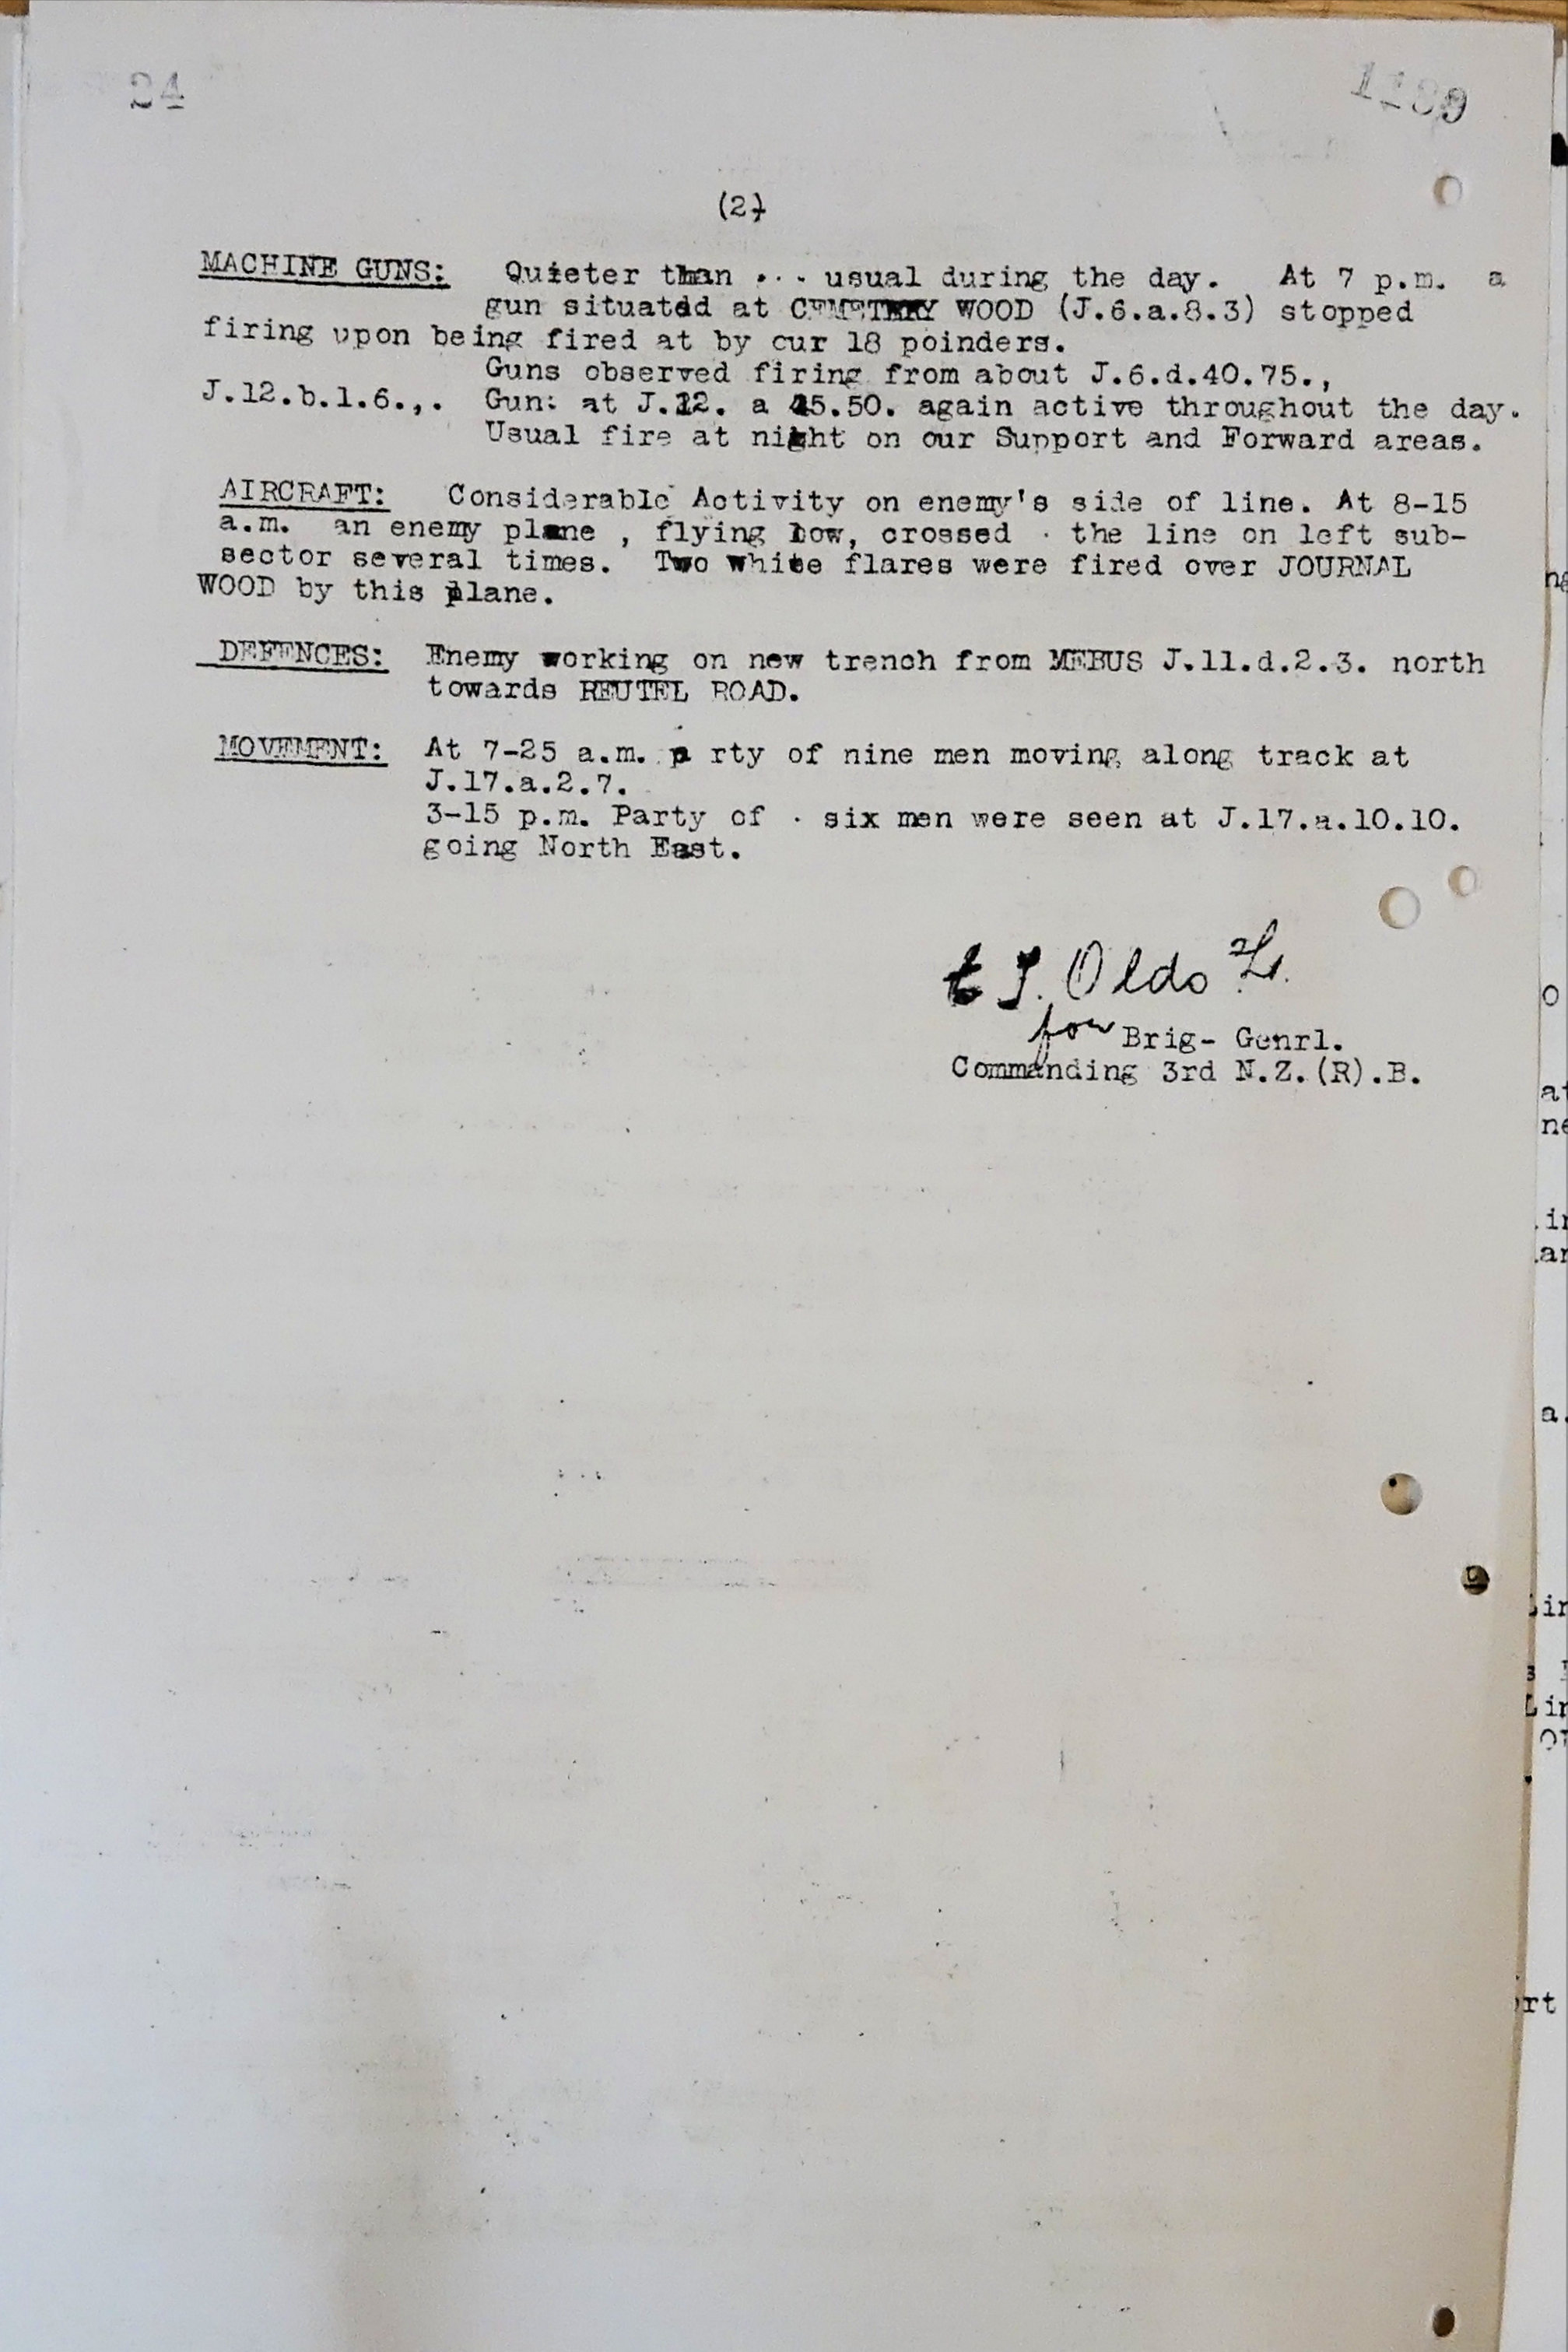 24
1189
(2)
MACHINE GUNS: Quieter than ... usual during the day. At 7 p.m. a
gun situatdd at CEMETERY WOOD (J.6.a.8.3) stopped
firing upon being fired at by our 18 poinders.
Guns observed firing from about J.6.d.40.75.,
J.12.b.1.6.,. Gun: at J.12. a 45.50. again active throughout the day.
Usual fire at night on our Support and Forward areas.
AIRCRAFT: Considerable Activity on enemy's side of line. At 8-15
a.m. an enemy plane , flying low, crossed . the line on left sub-
sector several times. Two white flares were fired over JOURNAL
WOOD by this plane.
DEFENCES: Enemy working on new trench from MEBUS J.11.d.2.3. north
towards REUTEL ROAD.
MOVEMENT: At 7-25 a.m. p rty of nine men moving along track at
J.17.a.2.7.
3-15 p.m. Party of . six men were seen at J.17.a.10.10.
going North East.
Olds Lt.
for Brig- Genrl.
Commanding 3rd N.Z.(R).B.